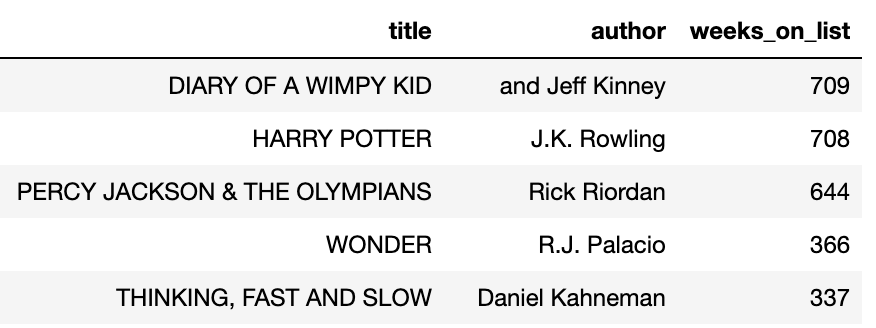 title author weeks_on_list
DIARY OF A WIMPY KID and Jeff Kinney 709
HARRY POTTER J.K. Rowling 708
PERCY JACKSON & THE OLYMPIANS Rick Riordan 644
WONDER R.J. Palacio 366
THINKING, FAST AND SLOW Daniel Kahneman 337